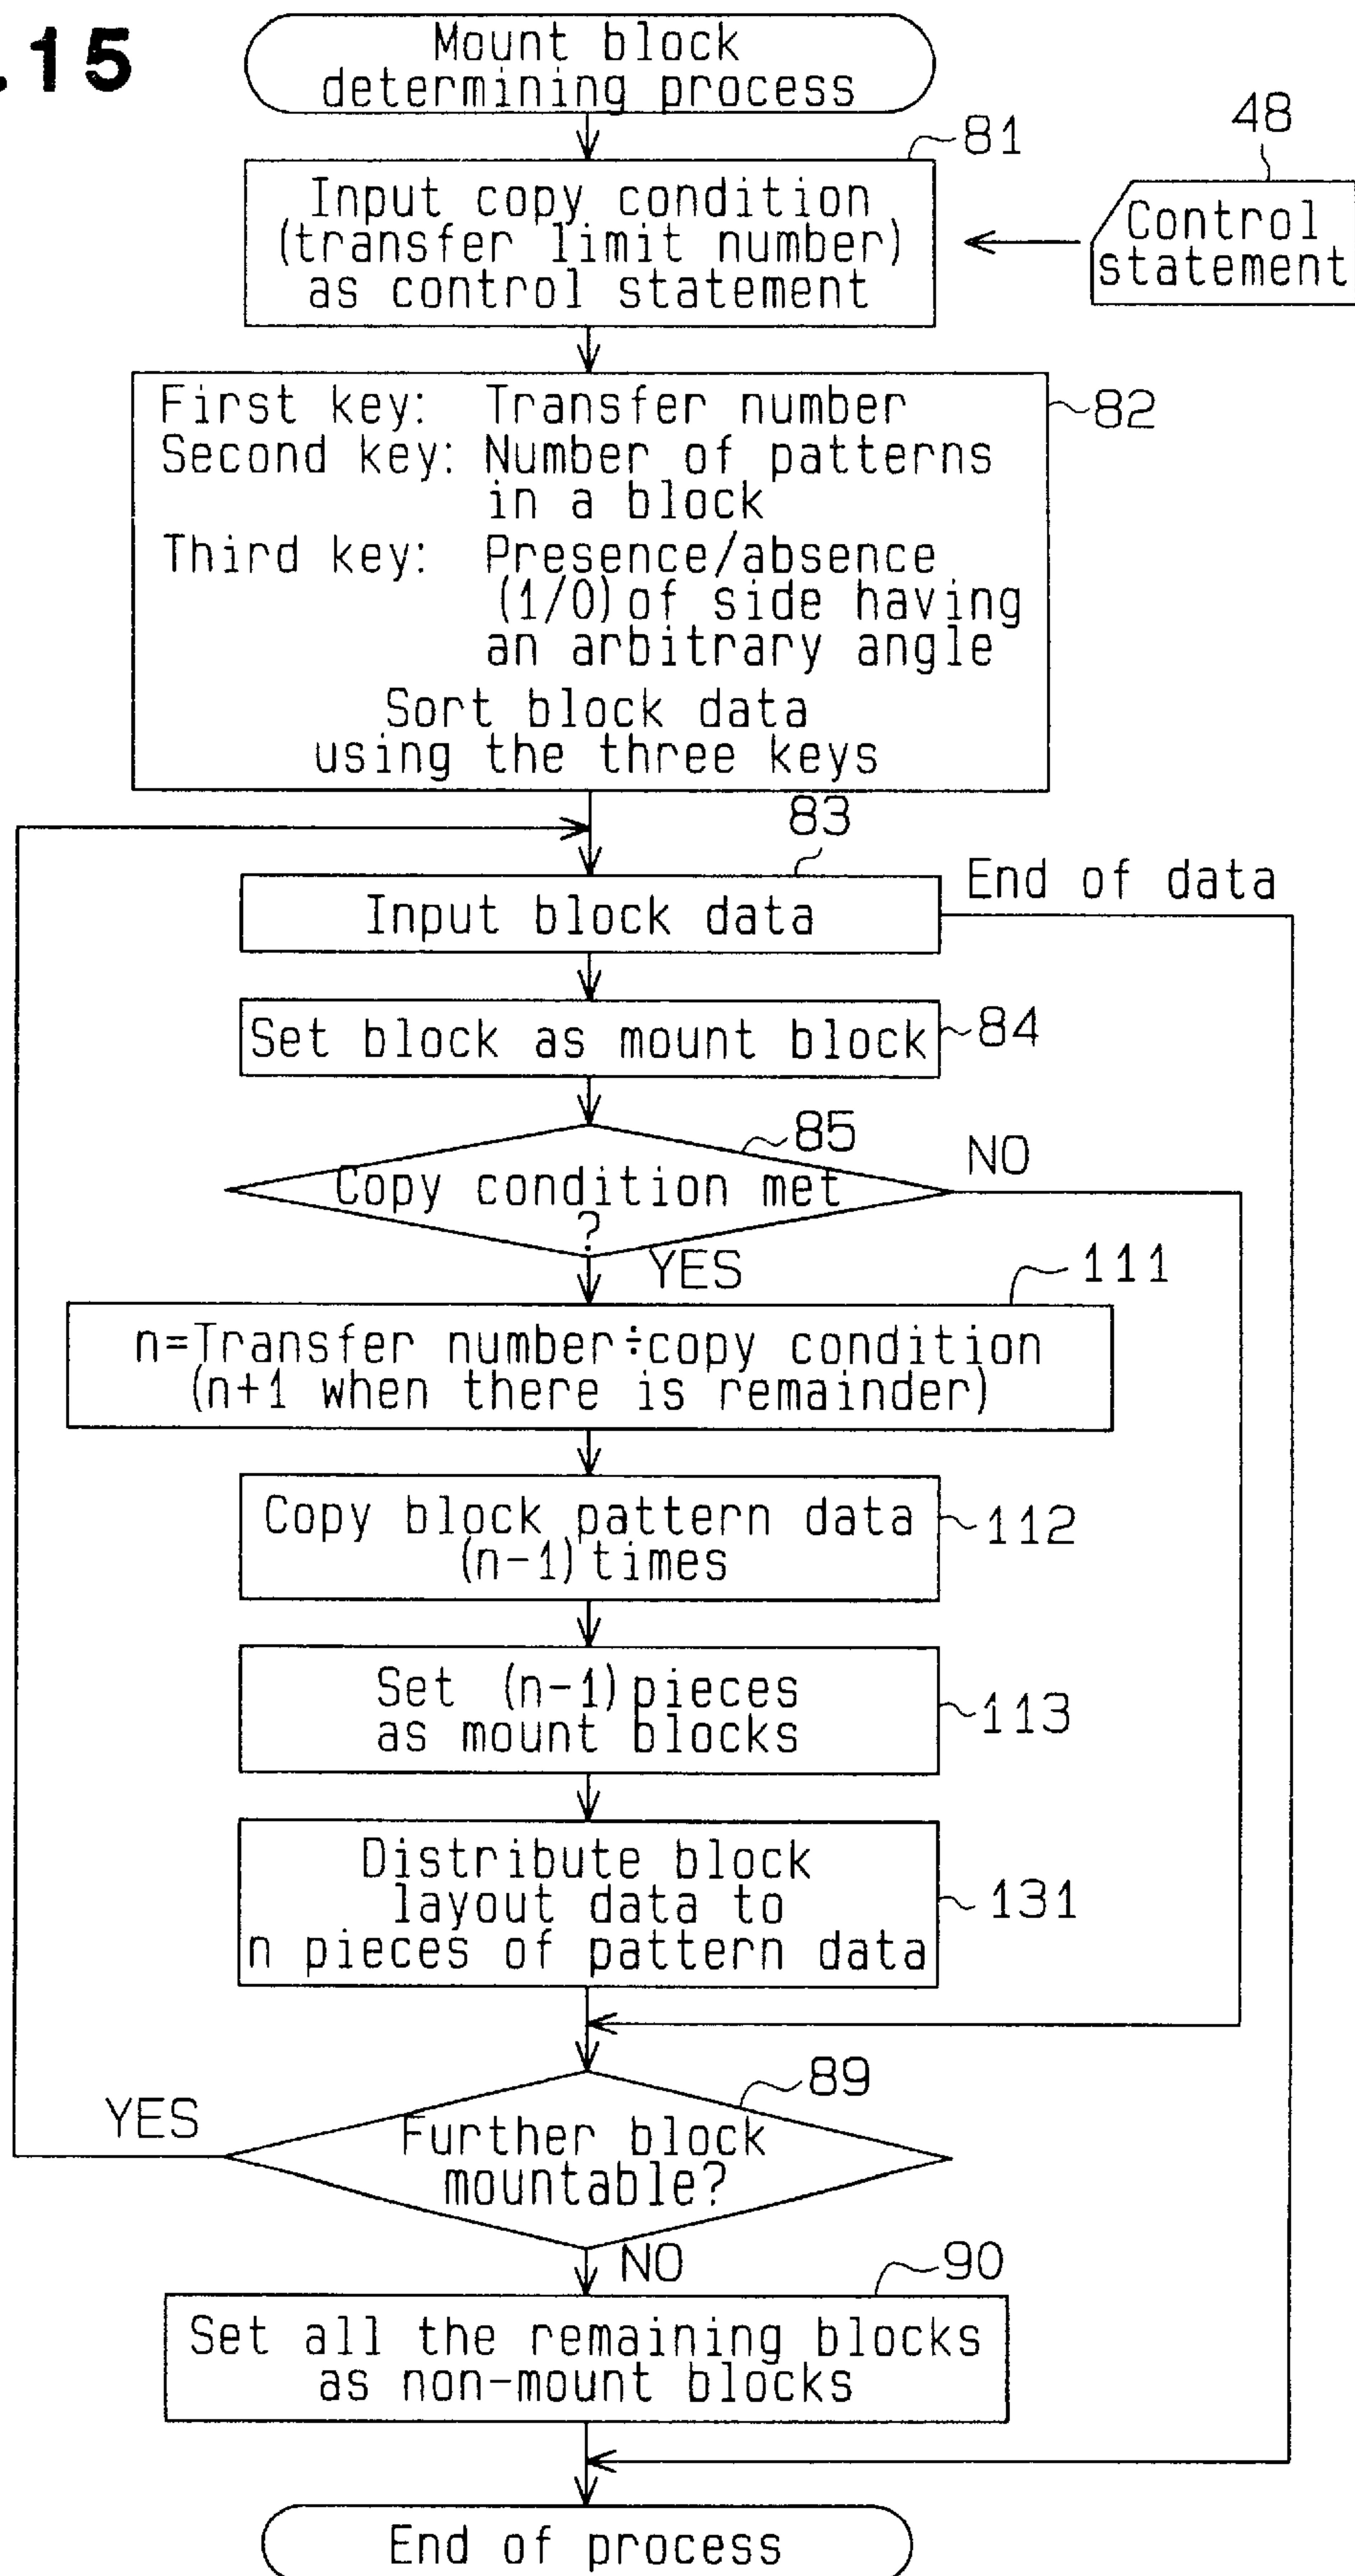 .15
Mount block
determining process
81
48
Input copy condition
(transfer limit number)
as control statement
Control
statement
82
First key: Transfer number
Second key: Number of patterns
in a block
Third key: Presence/absence
(1/0) of side having
an arbitrary angle
Sort block data
using the three keys
83
End of data
Input block data
Set block as mount block
84
85
NO
Copy condition met
?
YES
111
n=Transfer number÷copy condition
(n+1 when there is remainder)
Copy block pattern data
(n-1) times
112
Set (n-1) pieces
as mount blocks
113
Distribute block
layout data to
n pieces of pattern data
131
89
YES
Further block
mountable?
NO
90
Set all the remaining blocks
as non-mount blocks
End of process